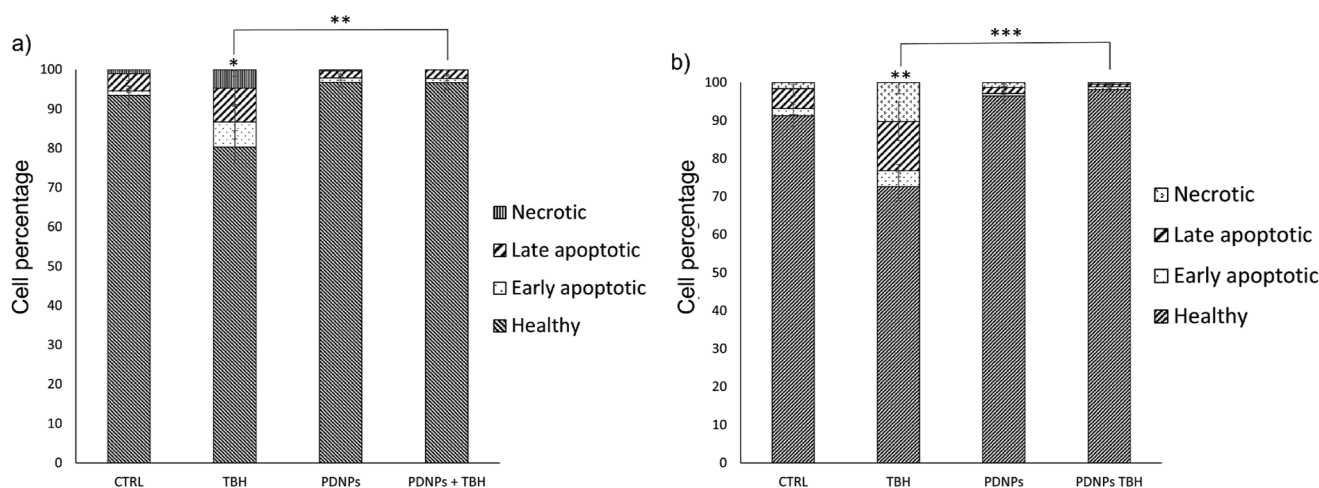 a)
**
*
100
90
80
70
60
50
40
30
20
10
0
Cell percentage
CTRL
TBH
PDNPs
PDNPs + TBH
Necrotic
Late apoptotic
Early apoptotic
Healthy
b)
***
**
100
90
80
70
60
50
40
30
20
10
0
Cell percentage
CTRL
TBH
PDNPs
PDNPs TBH
Necrotic
Late apoptotic
Early apoptotic
Healthy